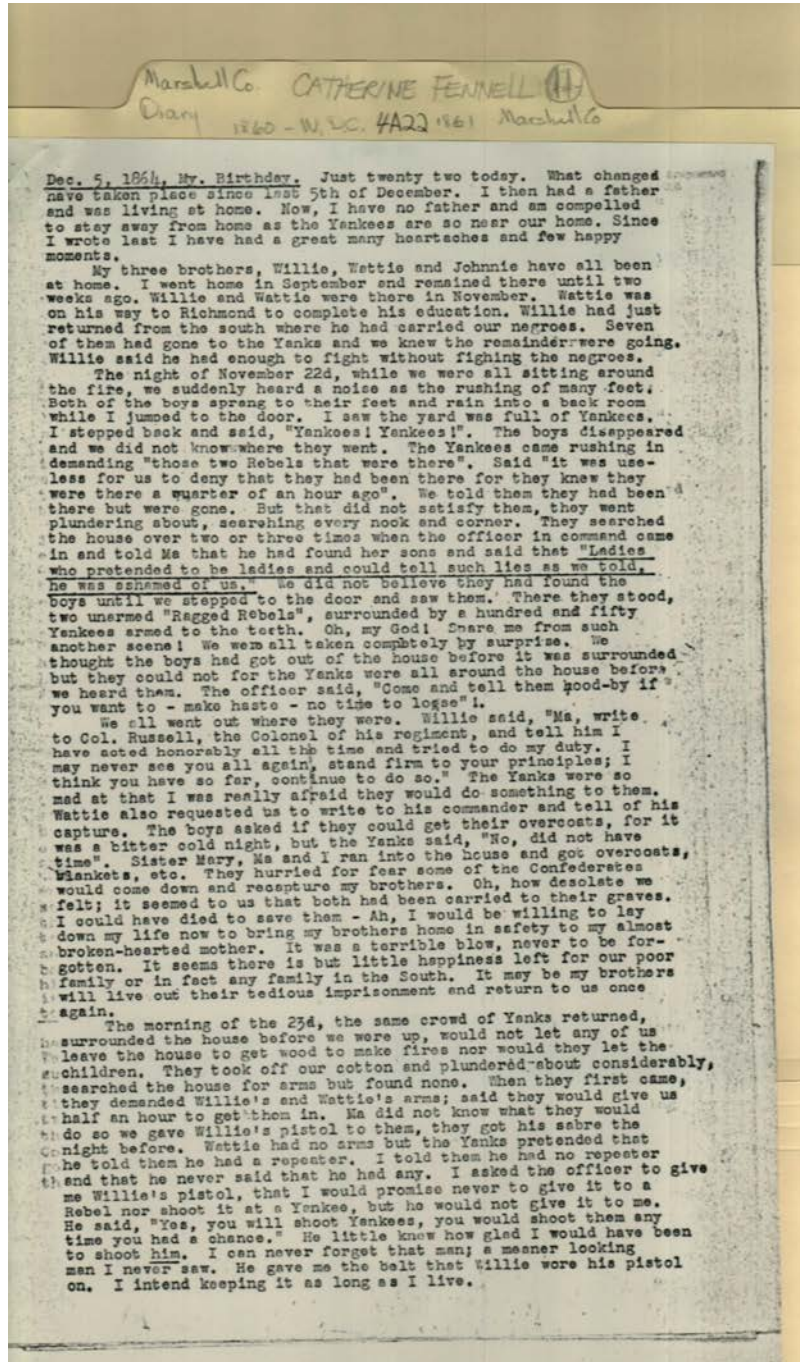 Marshall Co. CATHERINE FENNELL 11
Diary 1860 - W.P.C. 4A22 1861 Marshall Co
Dec. 5, 1864, My. Birthday. Just twenty two today. What changed
have taken place since last 5th of December. I then had a father
and was living at home. Now, I have no father and am compelled
to stay away from home as the Yankees are so near our home. Since
I wrote last I have had a great many heartaches and few happy
moments.
My three brothers, Willie, Wattie and Johnnie have all been
at home. I went home in September and remained there until two
weeks ago. Willie and Wattie were there in November. Wattie was
on his way to Richmond to complete his education. Willie had just
returned from the south where he had carried our negroes. Seven
of them had gone to the Yanks and we knew the remainder were going.
Willie said he had enough to fight without fighing the negroes.
The night of November 22d, while we were all sitting around
the fire, we suddenly heard a noise as the rushing of many feet.
Both of the boys sprang to their feet and rain into a back room
while I jumped to the door. I saw the yard was full of Yankees.
I stepped back and said, "Yankees! Yankees!". The boys disappeared
and we did not know where they went. The Yankees came rushing in
demanding "those two Rebels that were there". Said "it was use-
less for us to deny that they had been there for they knew they
were there a quarter of an hour ago". We told them they had been
there but were gone. But that did not satisfy them, they went
plundering about, searching every nook and corner. They searched
the house over two or three times when the officer in command came
in and told Ma that he had found her sons and said that "Ladies
who pretended to be ladies and could tell such lies as we told,
he was ashamed of us." We did not believe they had found the
boys until we stepped to the door and saw them. There they stood,
two unarmed "Ragged Rebels", surrounded by a hundred and fifty
Yankees armed to the teeth. Oh, my God! Spare me from such
another scene! We were all taken completely by surprise. We
thought the boys had got out of the house before it was surrounded
but they could not for the Yanks were all around the house before
we heard them. The officer said, "Come and tell them good-by if
you want to - make haste - no time to logse"!.
We all went out where they were. Willie said, "Ma, write
to Col. Russell, the Colonel of his regiment, and tell him I
have acted honorably all the time and tried to do my duty. I
may never see you all again, stand firm to your principles; I
think you have so far, continue to do so." The Yanks were so
mad at that I was really afraid they would do something to them.
Wattie also requested us to write to his commander and tell of his
capture. The boys asked if they could get their overcoats, for it
was a bitter cold night, but the Yanks said, "No, did not have
time". Sister Mary, Ma and I ran into the house and got overcoats,
blankets, etc. They hurried for fear some of the Confederates
would come down and recapture my brothers. Oh, how desolate we
felt; it seemed to us that both had been carried to their graves.
I could have died to save them - Ah, I would be willing to lay
down my life now to bring my brothers home in safety to my almost
broken-hearted mother. It was a terrible blow, never to be for-
gotten. It seems there is but little happiness left for our poor
family or in fact any family in the South. It may be my brothers
will live out their tedious imprisonment and return to us once
again.
The morning of the 23d, the same crowd of Yanks returned,
surrounded the house before we were up, would not let any of us
leave the house to get wood to make fires nor would they let the
children. They took off our cotton and plundered about considerably,
searched the house for arms but found none. When they first came,
they demanded Willie's and Wattie's arms; said they would give us
half an hour to get them in. Ma did not know what they would
do so we gave Willie's pistol to them, they got his sabre the
night before. Wattie had no arms but the Yanks pretended that
he told them he had a repeater. I told them he had no repeater
and that he never said that he had any. I asked the officer to give
me Willie's pistol, that I would promise never to give it to a
Rebel nor shoot it at a Yankee, but he would not give it to me.
He said, "Yes, you will shoot Yankees, you would shoot them any
time you had a chance." He little knew how glad I would have been
to shoot him. I can never forget that man; a meaner looking
man I never saw. He gave me the belt that Willie wore his pistol
on. I intend keeping it as long as I live.